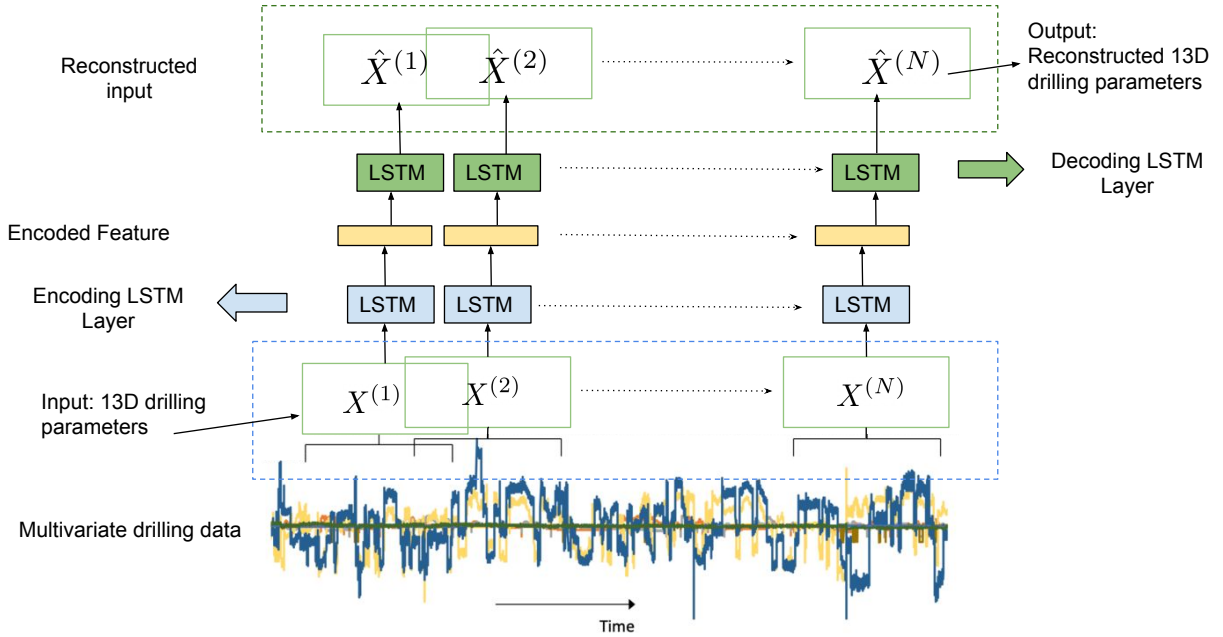 Reconstructed
input
X̂^(1)
X̂^(2)
X̂^(N)
Output:
Reconstructed 13D
drilling parameters
LSTM
LSTM
LSTM
Decoding LSTM
Layer
Encoded Feature
Encoding LSTM
Layer
LSTM
LSTM
LSTM
Input: 13D drilling
parameters
X^(1)
X^(2)
X^(N)
Multivariate drilling data
Time